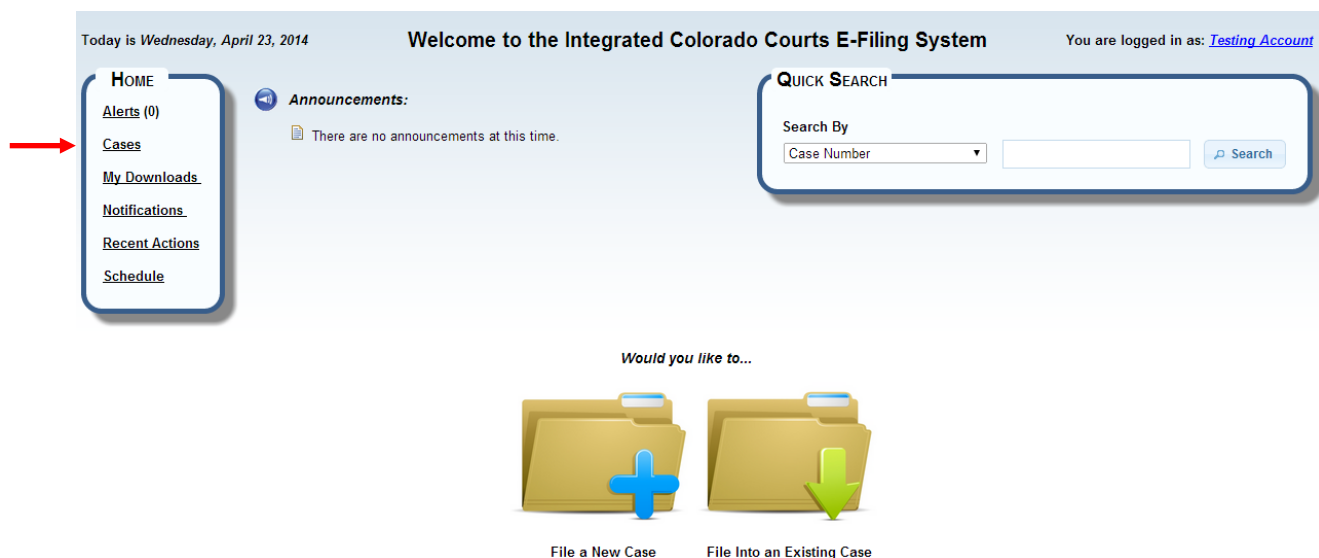 Today is Wednesday, April 23, 2014
Welcome to the Integrated Colorado Courts E-Filing System
You are logged in as: Testing Account
HOME
Alerts (0)
Cases
My Downloads
Notifications
Recent Actions
Schedule
Announcements:
There are no announcements at this time.
QUICK SEARCH
Search By
Case Number
Search
Would you like to...
File a New Case
File Into an Existing Case